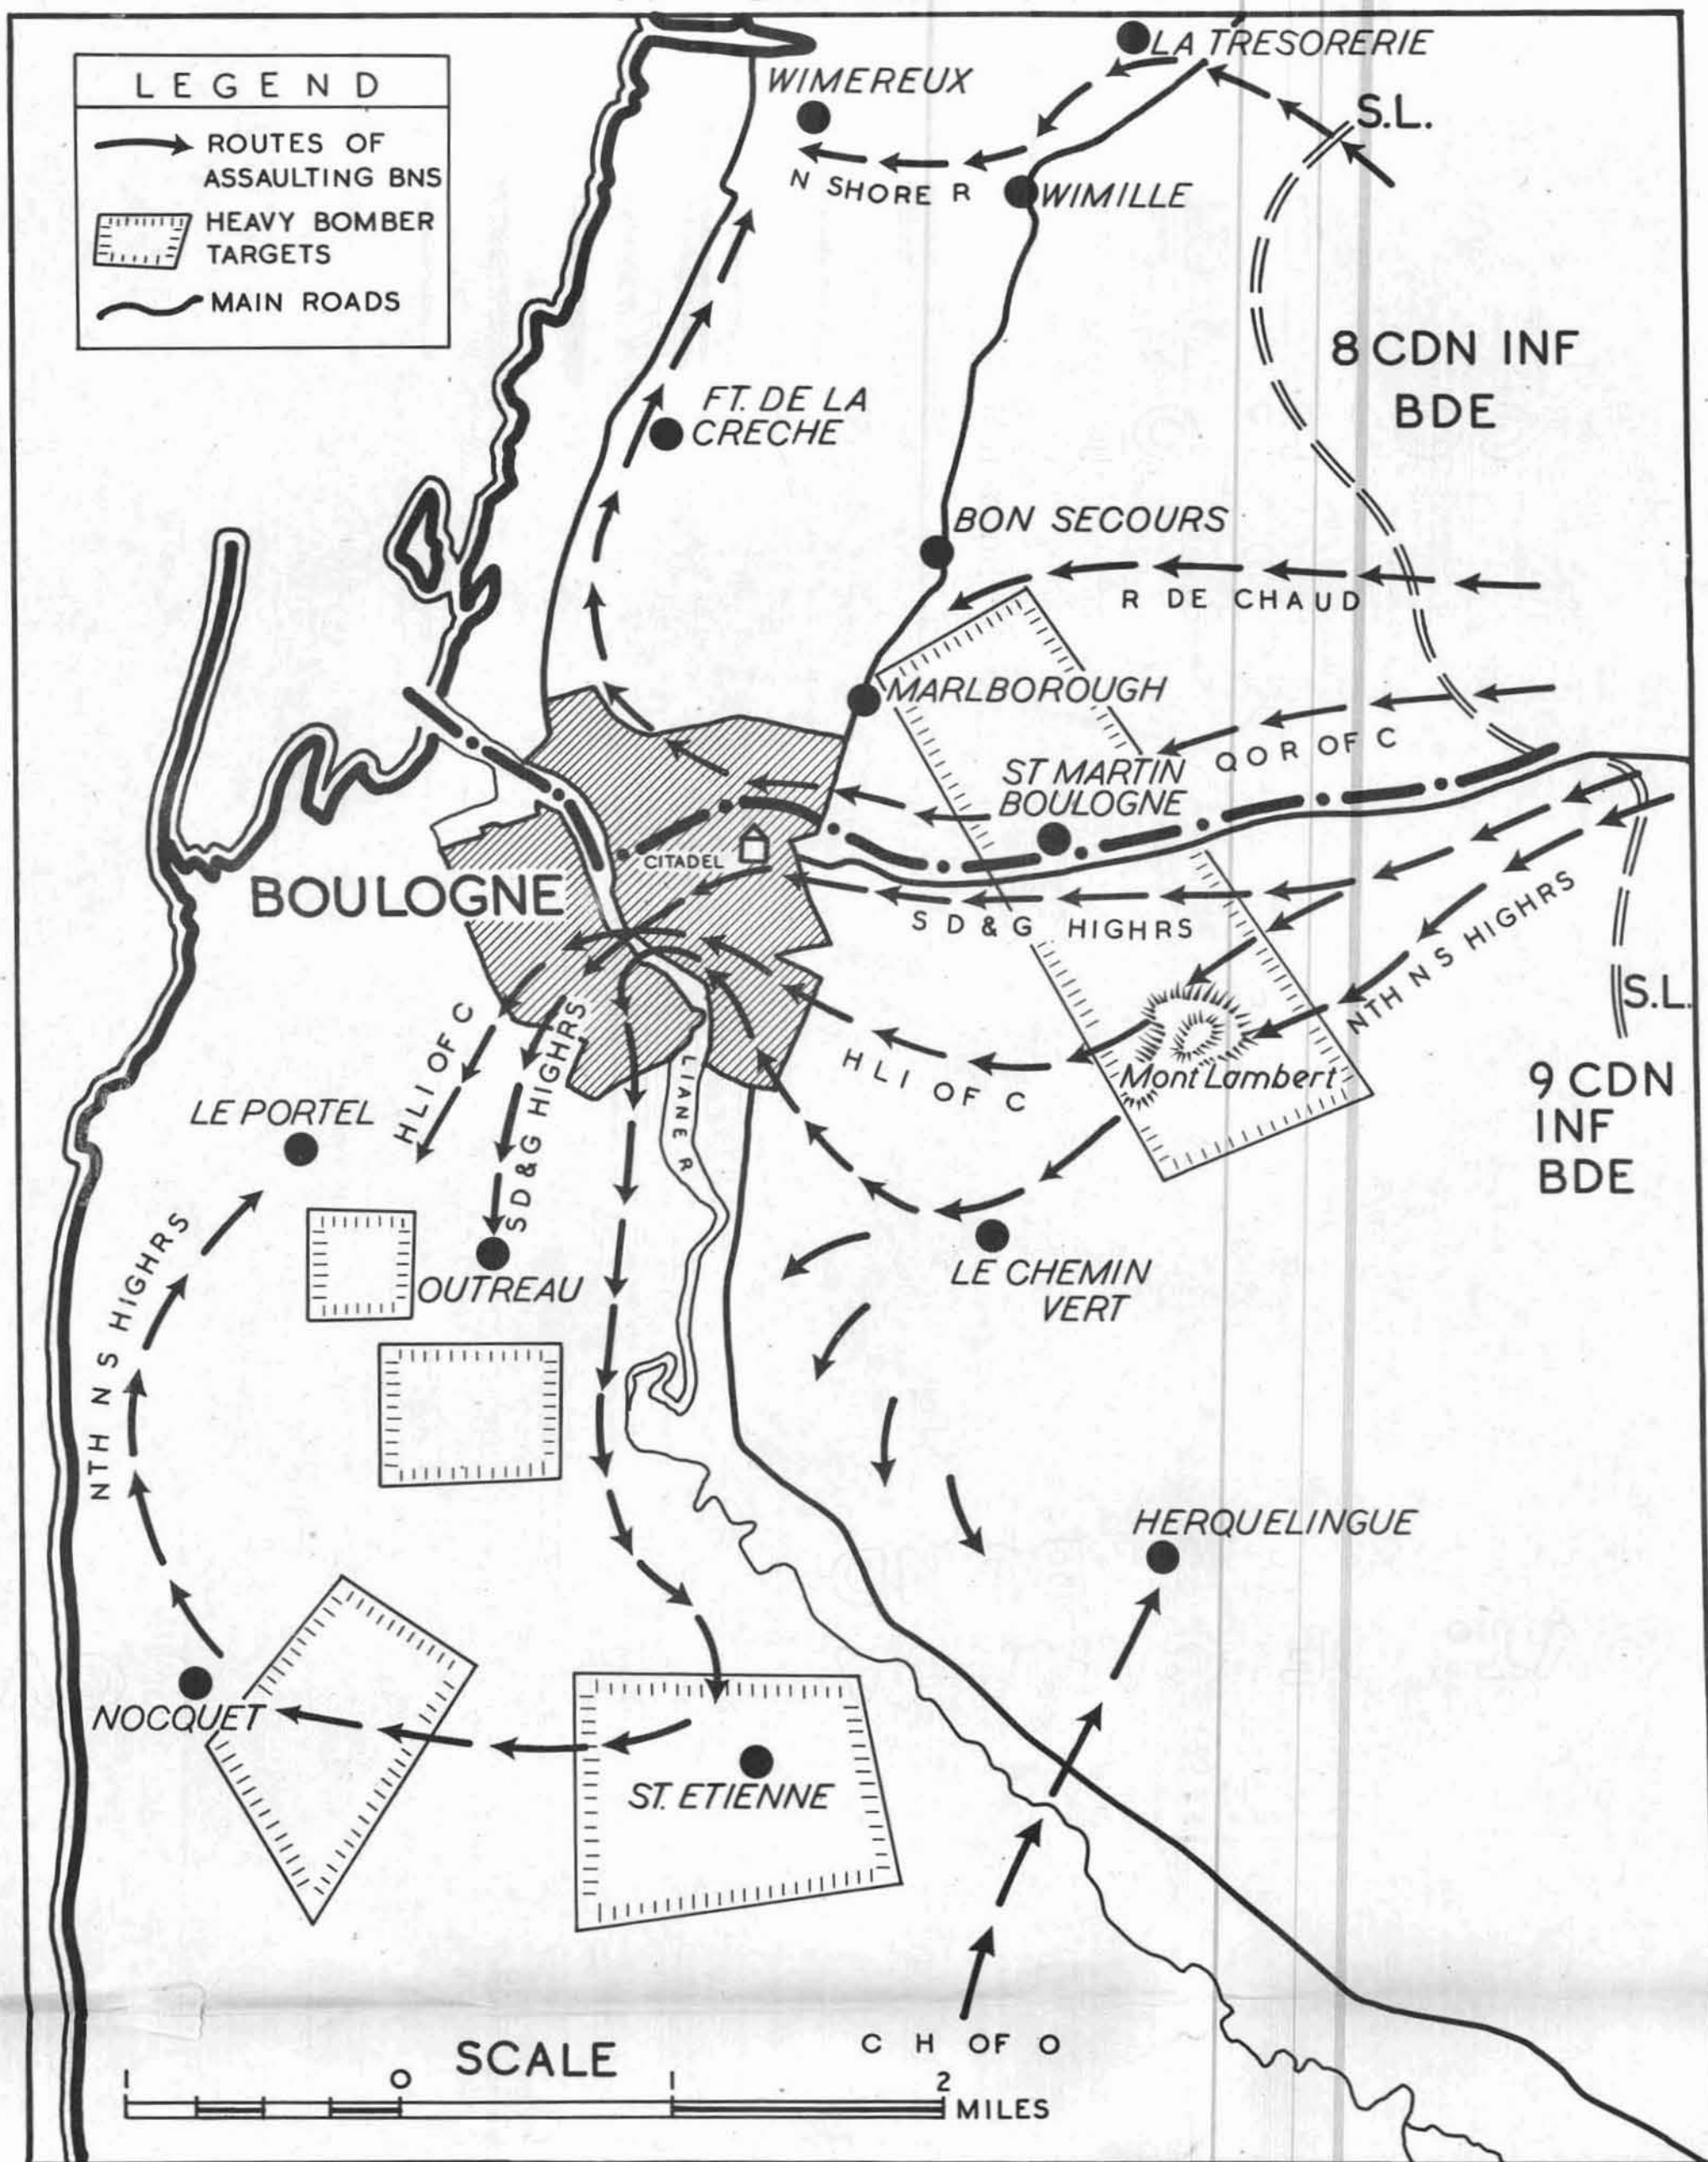 LEGEND
ROUTES OF
ASSAULTING BNS
HEAVY BOMBER
TARGETS
MAIN ROADS
LA TRESORERIE
WIMEREUX
S.L.
N SHORE R
WIMILLE
8 CDN INF
BDE
FT. DE LA
CRECHE
BON SECOURS
R DE CHAUD
MARLBOROUGH
Q O R OF C
ST MARTIN
BOULOGNE
CITADEL
BOULOGNE
S D & G HIGHRS
NTH N S HIGHRS
S.L.
H L I OF C
Mont Lambert
9 CDN
INF
BDE
H L I OF C
S D & G HIGHRS
LIANE R
LE PORTEL
NTH N S HIGHRS
OUTREAU
LE CHEMIN
VERT
HERQUELINGUE
NOCQUET
ST. ETIENNE
C H OF O
SCALE
1 0 1 2
MILES